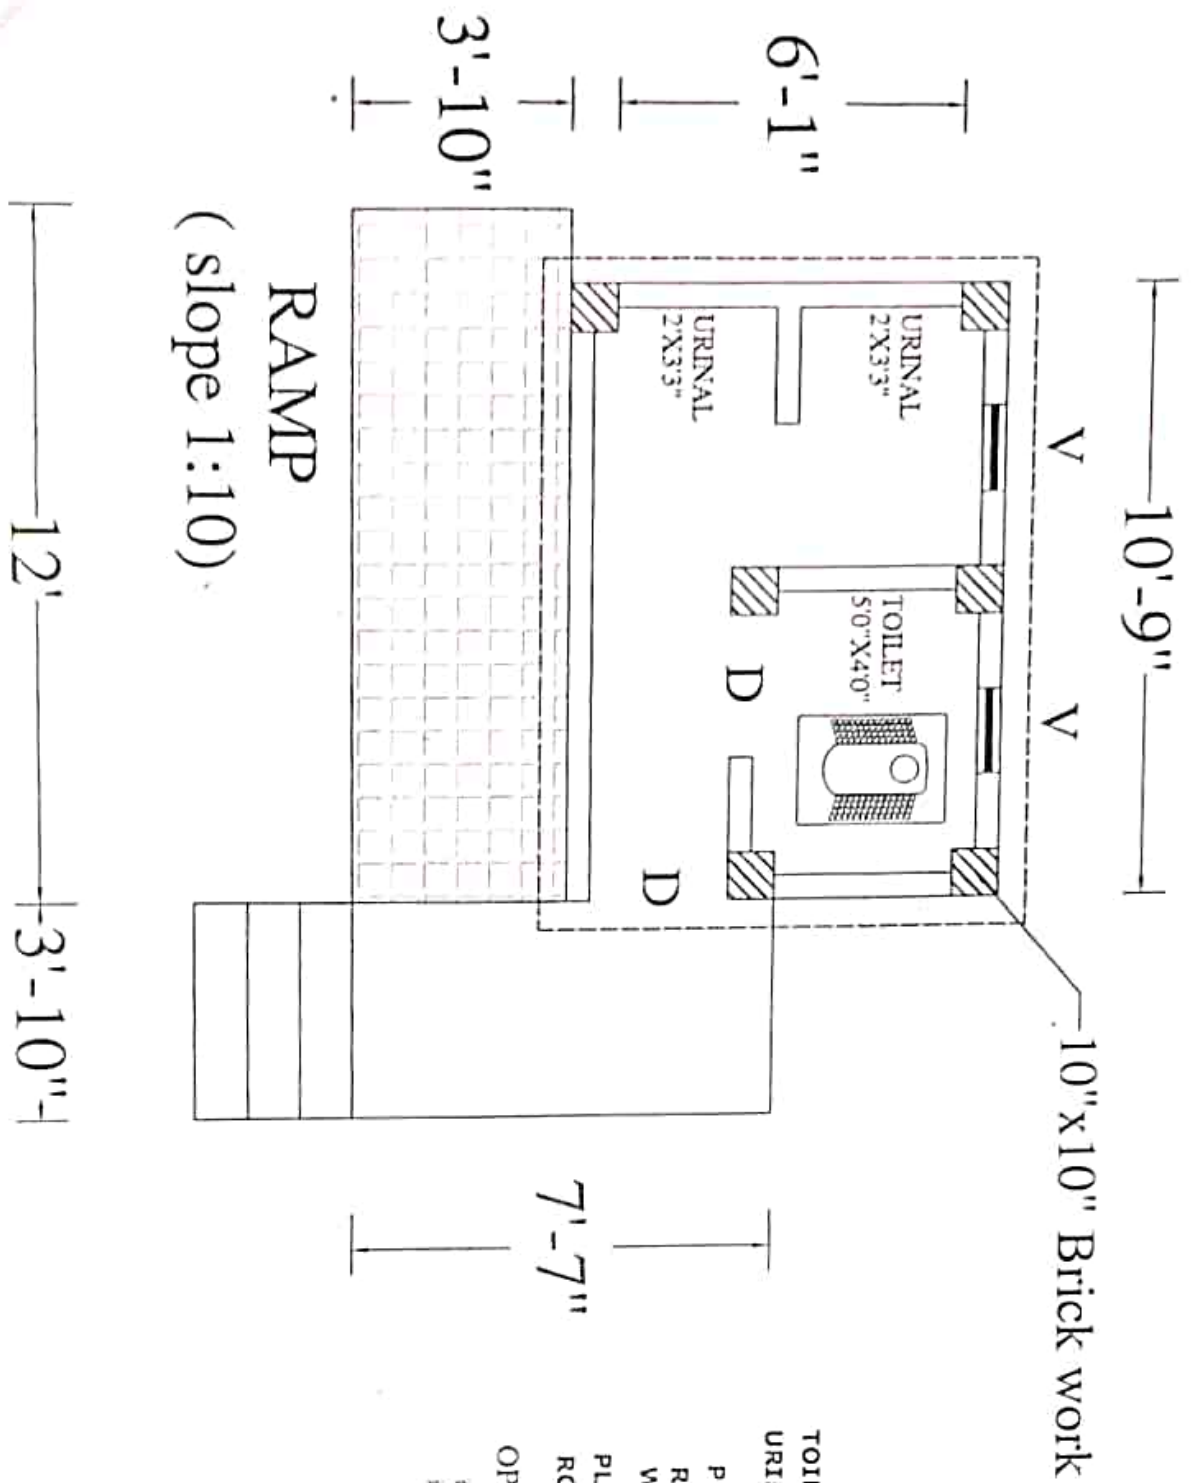 10'-9"
V
V
10"x10" Brick work
6'-1"
URINAL
2'X3'3"
URINAL
2'X3'3"
TOILET
5'0"X4'0"
D
D
3'-10"
7'-7"
RAMP
( slope 1:10)
12'
3'-10"